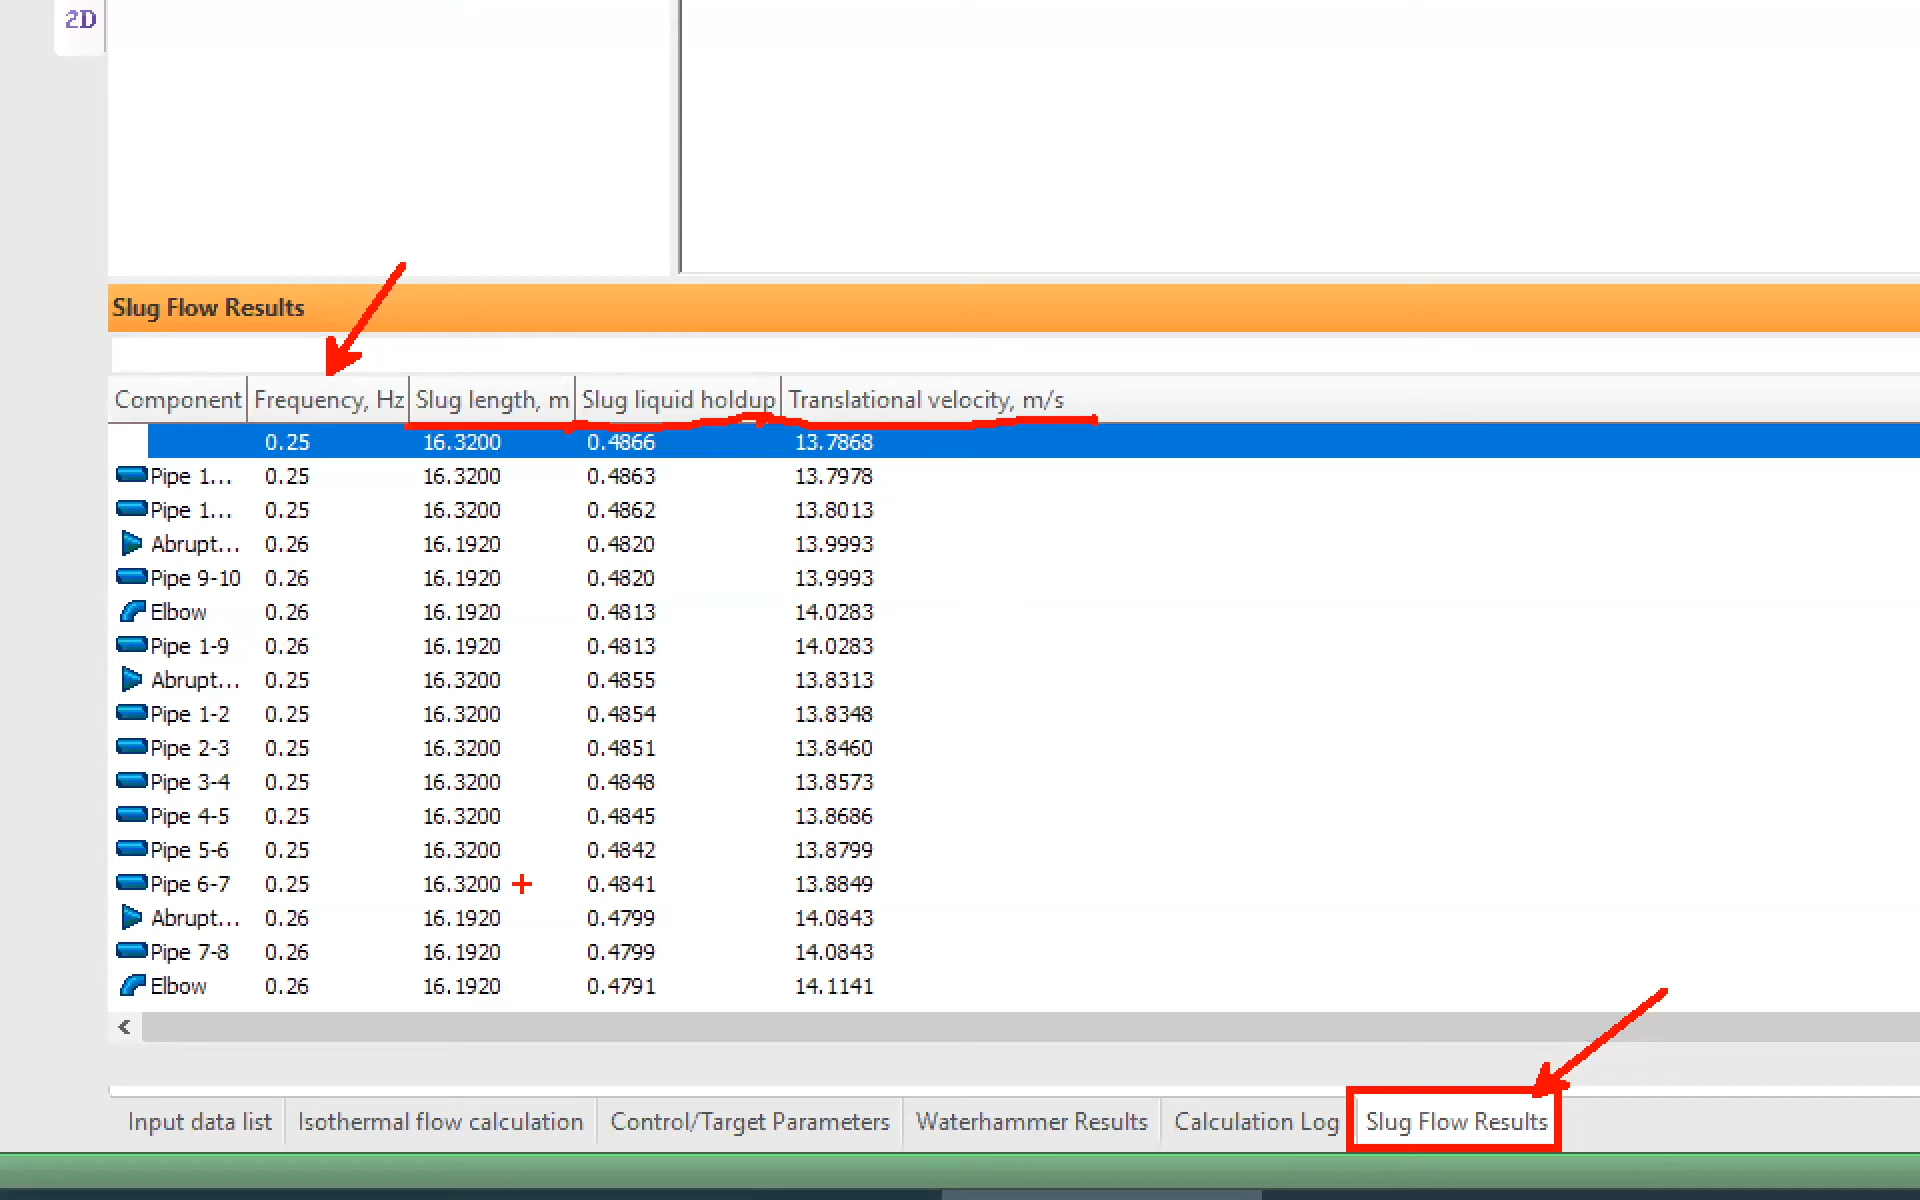 2D
Slug Flow Results
Component Frequency, Hz Slug length, m Slug liquid holdup Translational velocity, m/s
0.25 16.3200 0.4866 13.7868
Pipe 1... 0.25 16.3200 0.4863 13.7978
Pipe 1... 0.25 16.3200 0.4862 13.8013
Abrupt... 0.26 16.1920 0.4820 13.9993
Pipe 9-10 0.26 16.1920 0.4820 13.9993
Elbow 0.26 16.1920 0.4813 14.0283
Pipe 1-9 0.26 16.1920 0.4813 14.0283
Abrupt... 0.25 16.3200 0.4855 13.8313
Pipe 1-2 0.25 16.3200 0.4854 13.8348
Pipe 2-3 0.25 16.3200 0.4851 13.8460
Pipe 3-4 0.25 16.3200 0.4848 13.8573
Pipe 4-5 0.25 16.3200 0.4845 13.8686
Pipe 5-6 0.25 16.3200 0.4842 13.8799
Pipe 6-7 0.25 16.3200 0.4841 13.8849
Abrupt... 0.26 16.1920 0.4799 14.0843
Pipe 7-8 0.26 16.1920 0.4799 14.0843
Elbow 0.26 16.1920 0.4791 14.1141
Input data list Isothermal flow calculation Control/Target Parameters Waterhammer Results Calculation Log Slug Flow Results